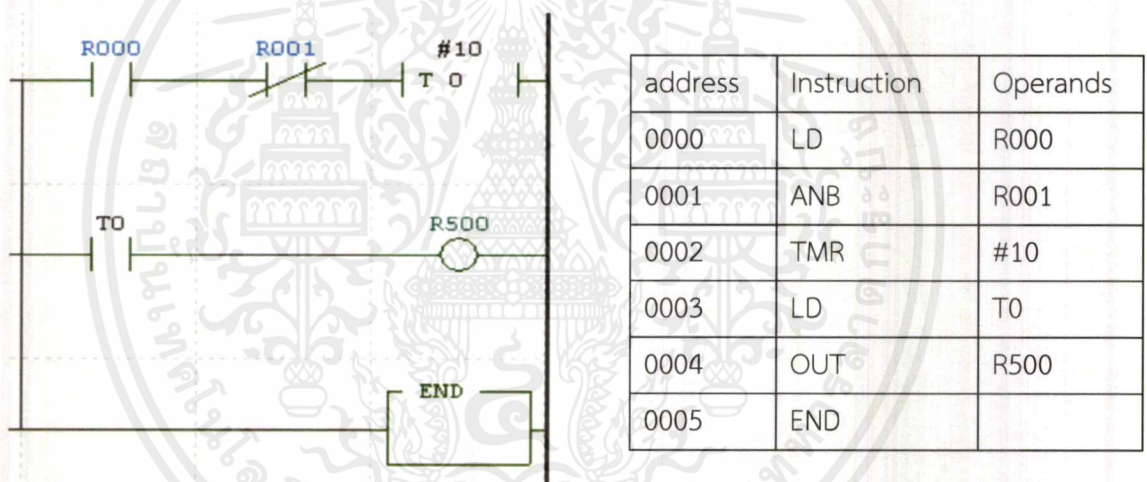 R000 R001 #10
T 0
T0 R500
END
address Instruction Operands
0000 LD R000
0001 ANB R001
0002 TMR #10
0003 LD T0
0004 OUT R500
0005 END